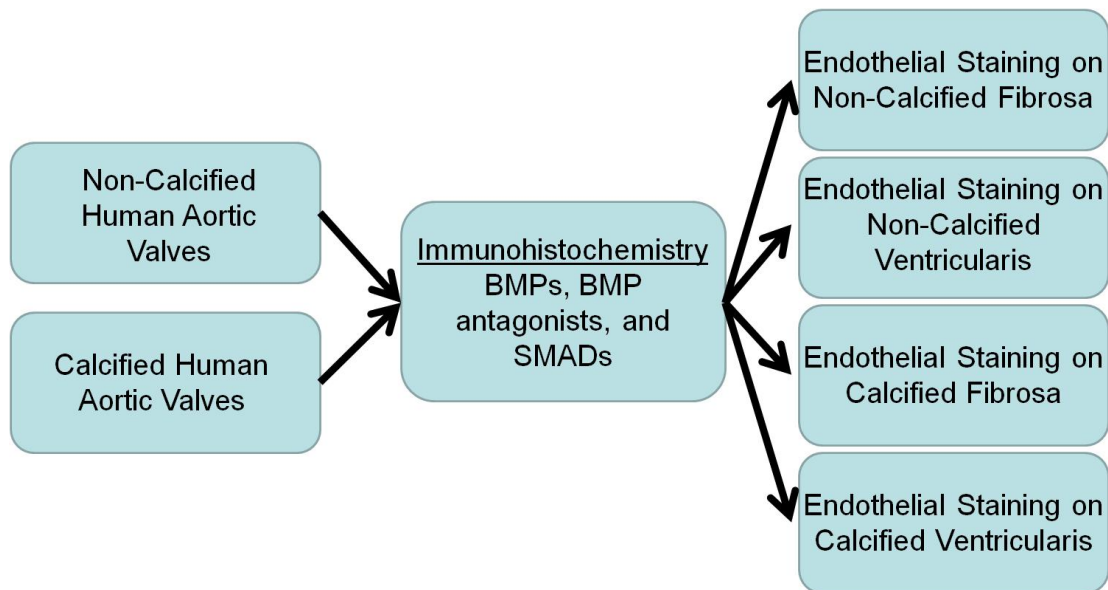 Non-Calcified
Human Aortic
Valves
Calcified Human
Aortic Valves
Immunohistochemistry
BMPs, BMP
antagonists, and
SMADs
Endothelial Staining on
Non-Calcified Fibrosa
Endothelial Staining on
Non-Calcified
Ventricularis
Endothelial Staining on
Calcified Fibrosa
Endothelial Staining on
Calcified Ventricularis